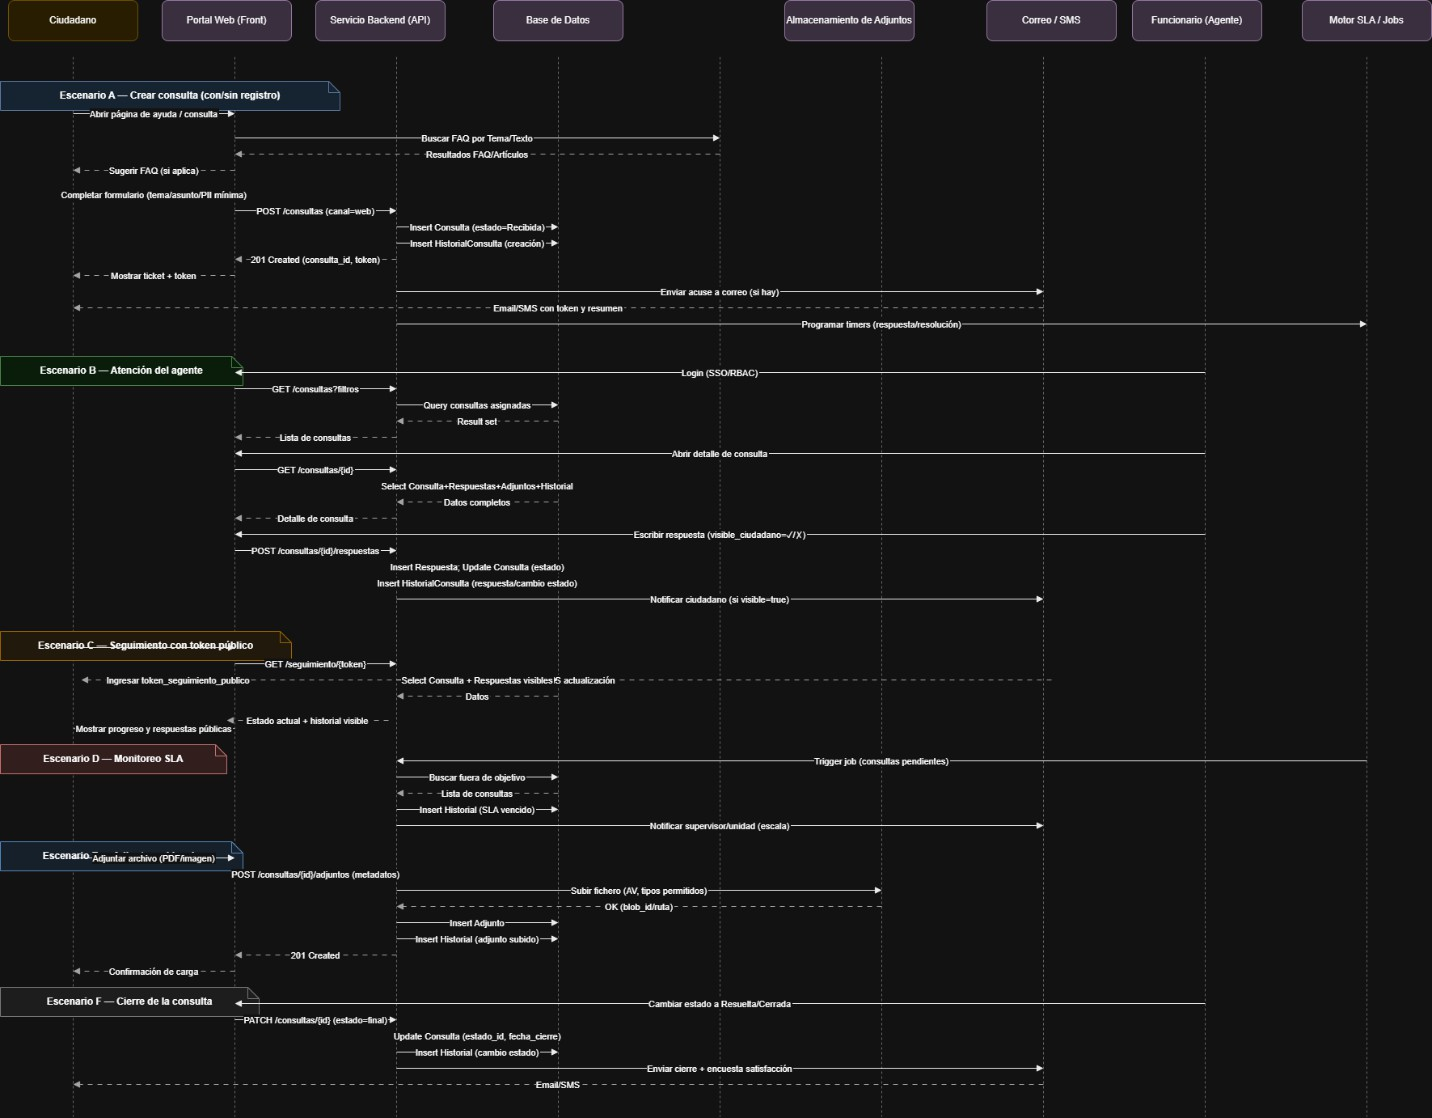 Ciudadano
Portal Web (Front)
Servicio Backend (API)
Base de Datos
Almacenamiento de Adjuntos
Correo / SMS
Funcionario (Agente)
Motor SLA / Jobs
Escenario A — Crear consulta (con/sin registro)
Abrir página de ayuda / consulta
Buscar FAQ por Tema/Texto
Resultados FAQ/Artículos
Sugerir FAQ (si aplica)
Completar formulario (tema/asunto/PII mínima)
POST /consultas (canal=web)
Insert Consulta (estado=Recibida)
Insert HistorialConsulta (creación)
201 Created (consulta_id, token)
Mostrar ticket + token
Enviar acuse a correo (si hay)
Email/SMS con token y resumen
Programar timers (respuesta/resolución)
Escenario B — Atención del agente
Login (SSO/RBAC)
GET /consultas?filtros
Query consultas asignadas
Result set
Lista de consultas
Abrir detalle de consulta
GET /consultas/{id}
Select Consulta+Respuestas+Adjuntos+Historial
Datos completos
Detalle de consulta
Escribir respuesta (visible_ciudadano=✓/✗)
POST /consultas/{id}/respuestas
Insert Respuesta; Update Consulta (estado)
Insert HistorialConsulta (respuesta/cambio estado)
Notificar ciudadano (si visible=true)
Escenario C — Seguimiento con token público
GET /seguimiento/{token}
Ingresar token_seguimiento_publico
Select Consulta + Respuestas visibles
S actualización
Datos
Estado actual + historial visible
Mostrar progreso y respuestas públicas
Escenario D — Monitoreo SLA
Trigger job (consultas pendientes)
Buscar fuera de objetivo
Lista de consultas
Insert Historial (SLA vencido)
Notificar supervisor/unidad (escala)
Escenario
Adjuntar archivo (PDF/imagen)
POST /consultas/{id}/adjuntos (metadatos)
Subir fichero (AV, tipos permitidos)
OK (blob_id/ruta)
Insert Adjunto
Insert Historial (adjunto subido)
201 Created
Confirmación de carga
Escenario F — Cierre de la consulta
Cambiar estado a Resuelta/Cerrada
PATCH /consultas/{id} (estado=final)
Update Consulta (estado_id, fecha_cierre)
Insert Historial (cambio estado)
Enviar cierre + encuesta satisfacción
Email/SMS